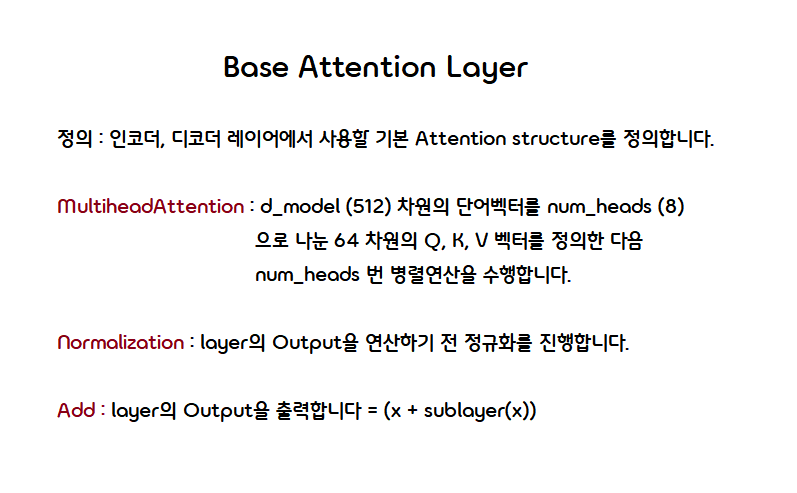 Base Attention Layer
정의 : 인코더, 디코더 레이어에서 사용할 기본 Attention structure를 정의합니다.
MultiheadAttention : d_model (512) 차원의 단어벡터를 num_heads (8)
으로 나눈 64 차원의 Q, K, V 벡터를 정의한 다음
num_heads 번 병렬연산을 수행합니다.
Normalization : layer의 Output을 연산하기 전 정규화를 진행합니다.
Add : layer의 Output을 출력합니다 = (x + sublayer(x))